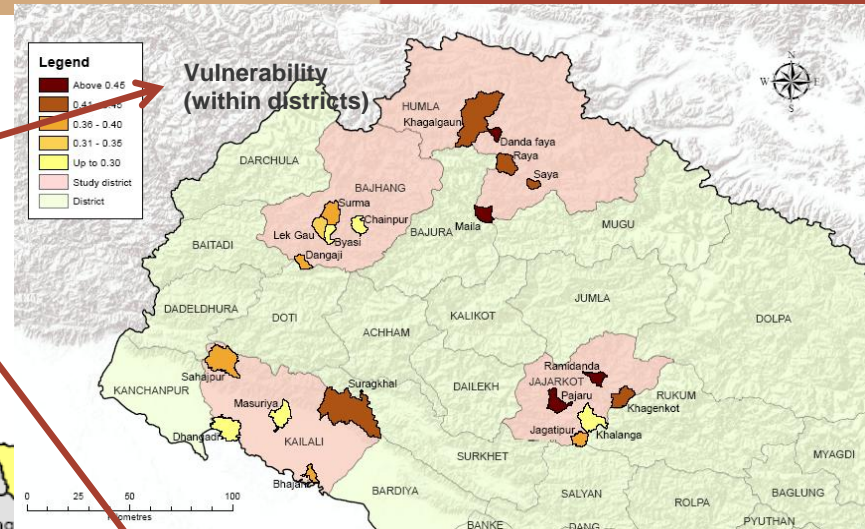 Legend
Above 0.45
0.36 - 0.40
0.31 - 0.35
Up to 0.30
Study district
District
Vulnerability
(within districts)
N
W
E
HUMLA
Khagalgaun
Danda faya
Raya
Saya
DARCHULA
BAJHANG
Surma
Chainpur
Lek Gau
Byasi
Dangaji
BAJURA
Maila
MUGU
BAITADI
DADELDHURA
DOTI
ACHHAM
KALIKOT
JUMLA
DOLPA
KANCHANPUR
Sahajpur
Masuriya
Suragkhal
Dhangadi
KAILALI
Bhajani
DAILEKH
Ramidanda
JAJARKOT
Pajaru
RUKUM
Khagenkot
Jagatipur
Khalanga
SURKHET
MYAGDI
BARDIYA
SALYAN
ROLPA
BAGLUNG
BANKE
DANG
PYUTHAN
0 25 50 100